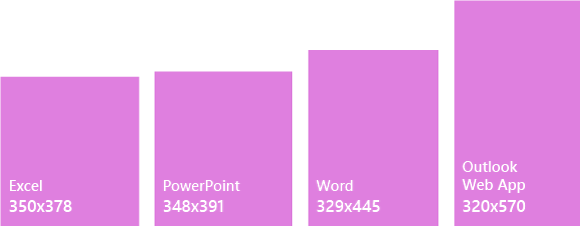 Excel
350x378
PowerPoint
348x391
Word
329x445
Outlook
Web App
320x570